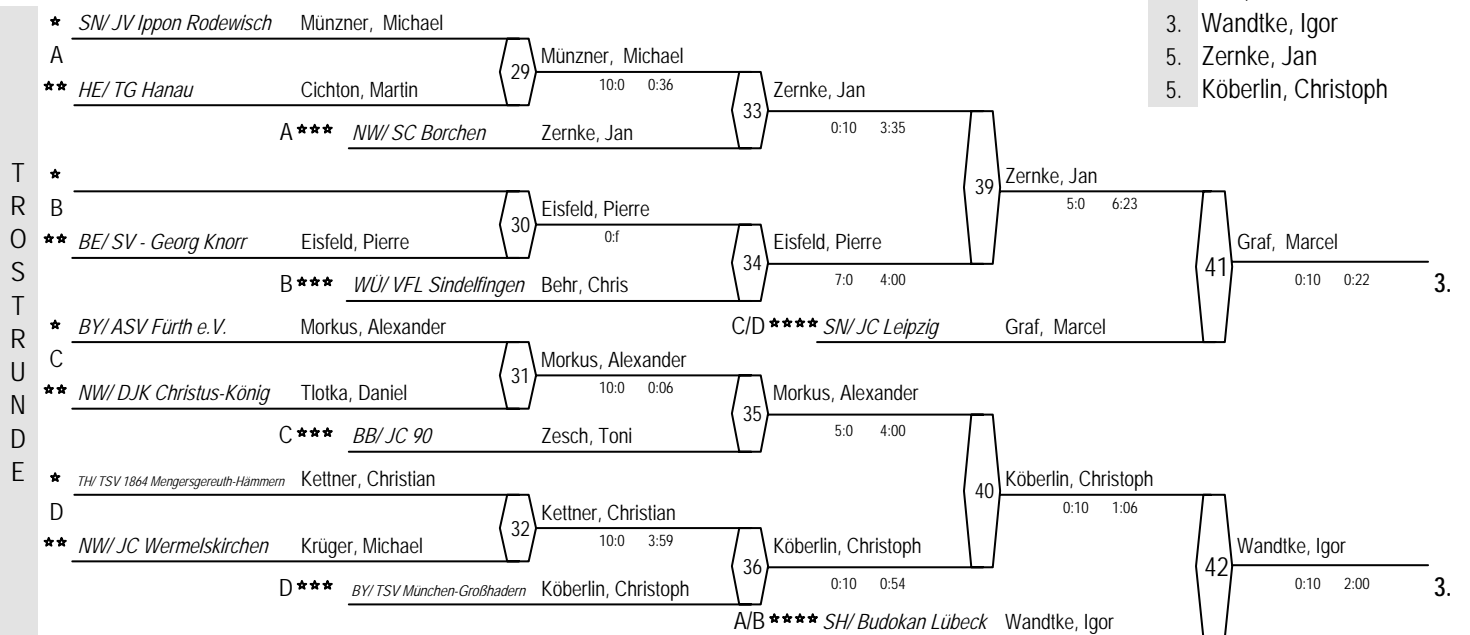 3. Wandtke, Igor
5. Zernke, Jan
5. Köberlin, Christoph
TROSTRUNDE
* SN/ JV Ippon Rodewisch Münzner, Michael
A
29 Münzner, Michael
10:0 0:36
** HE/ TG Hanau Cichton, Martin
33 Zernke, Jan
0:10 3:35
A *** NW/ SC Borchen Zernke, Jan
39 Zernke, Jan
5:0 6:23
*
B
30 Eisfeld, Pierre
0:f
** BE/ SV - Georg Knorr Eisfeld, Pierre
34 Eisfeld, Pierre
7:0 4:00
B *** WÜ/ VFL Sindelfingen Behr, Chris
41 Graf, Marcel
0:10 0:22 3.
C/D **** SN/ JC Leipzig Graf, Marcel
* BY/ ASV Fürth e.V. Morkus, Alexander
C
31 Morkus, Alexander
10:0 0:06
** NW/ DJK Christus-König Tlotka, Daniel
35 Morkus, Alexander
5:0 4:00
C *** BB/ JC 90 Zesch, Toni
40 Köberlin, Christoph
0:10 1:06
* TH/ TSV 1864 Mengersgereuth-Hämmern Kettner, Christian
D
32 Kettner, Christian
10:0 3:59
** NW/ JC Wermelskirchen Krüger, Michael
36 Köberlin, Christoph
0:10 0:54
D *** BY/ TSV München-Großhadern Köberlin, Christoph
42 Wandtke, Igor
0:10 2:00 3.
A/B **** SH/ Budokan Lübeck Wandtke, Igor